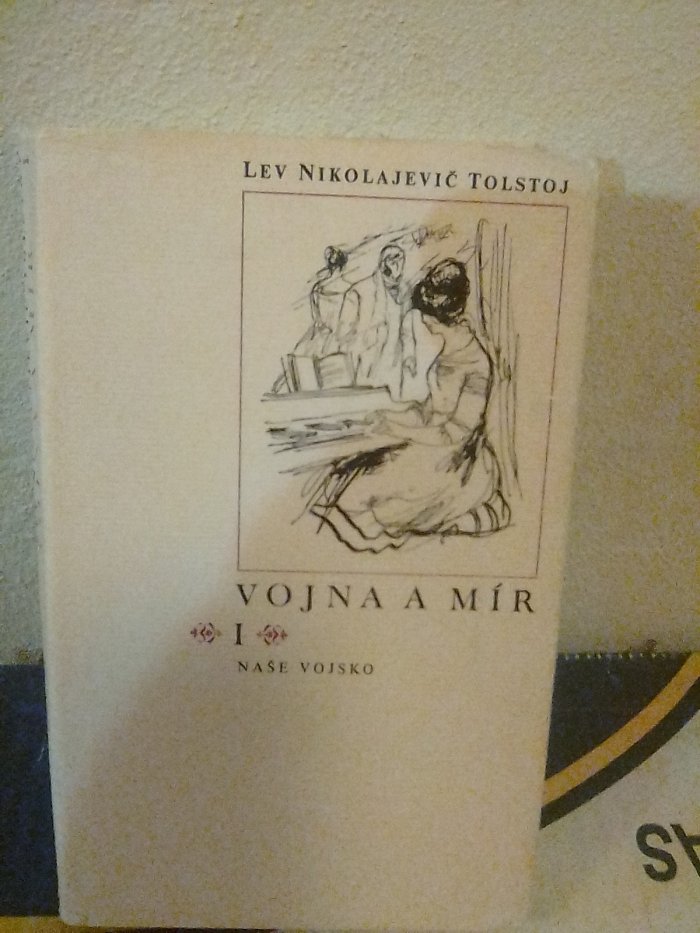 LEV NIKOLAJEVIČ TOLSTOJ
VOJNA A MÍR
I
NAŠE VOJSKO